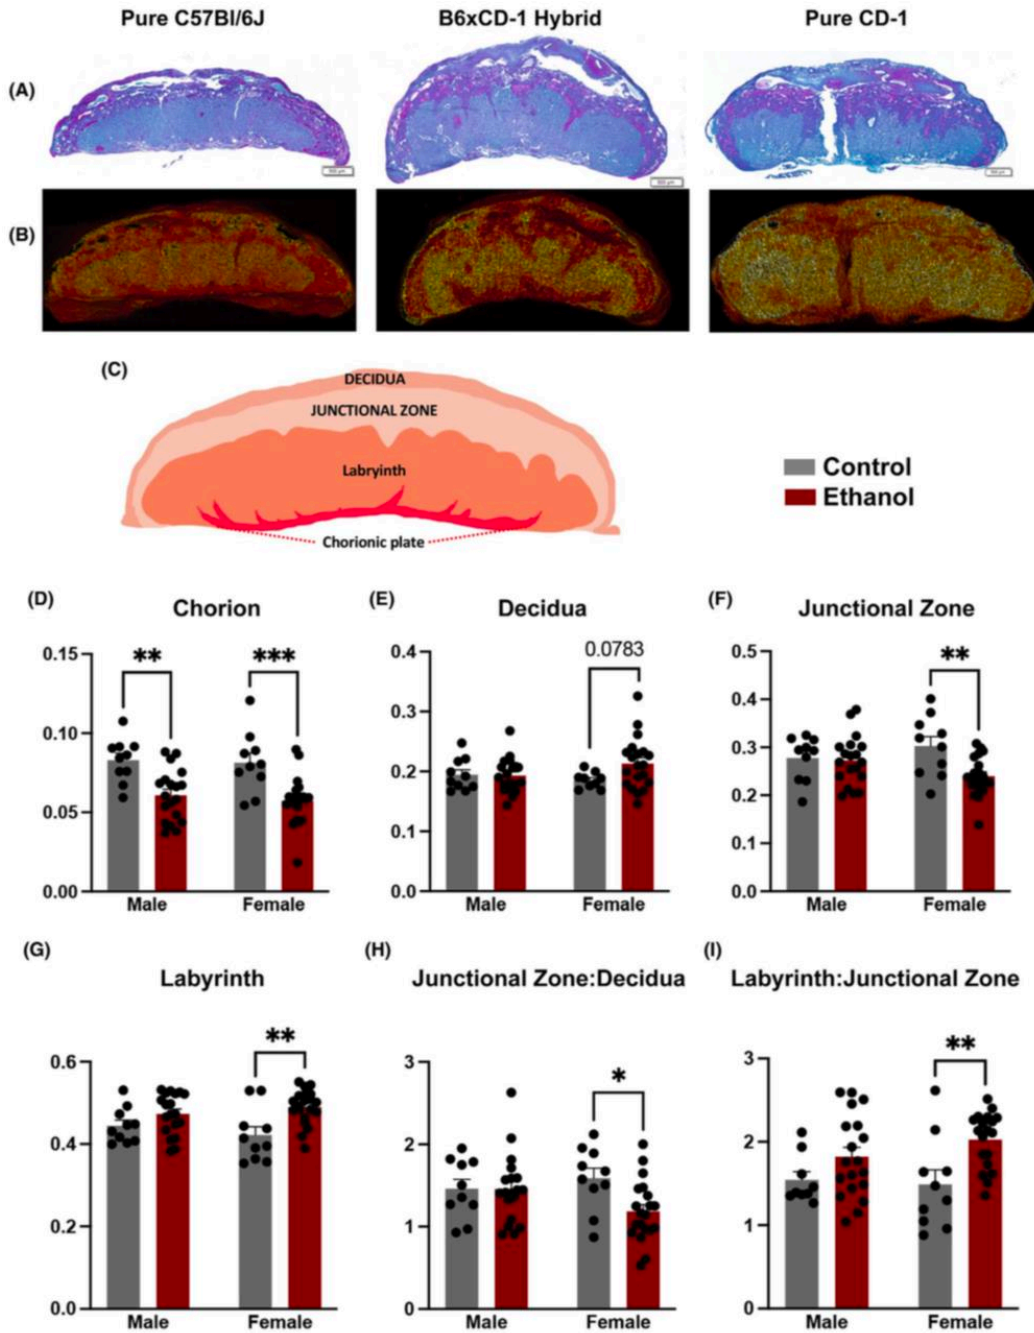 Pure C57Bl/6J B6xCD-1 Hybrid Pure CD-1
(A)
(B)
(C)
DECIDUA
JUNCTIONAL ZONE
Labryinth
Chorionic plate
Control
Ethanol
(D) Chorion
0.15
0.10
0.05
0.00
** ***
Male Female
(E) Decidua
0.4
0.3
0.2
0.1
0.0
0.0783
Male Female
(F) Junctional Zone
0.5
0.4
0.3
0.2
0.1
0.0
**
Male Female
(G) Labyrinth
0.6
0.4
0.2
0.0
**
Male Female
(H) Junctional Zone:Decidua
3
2
1
0
*
Male Female
(I) Labyrinth:Junctional Zone
3
2
1
0
**
Male Female